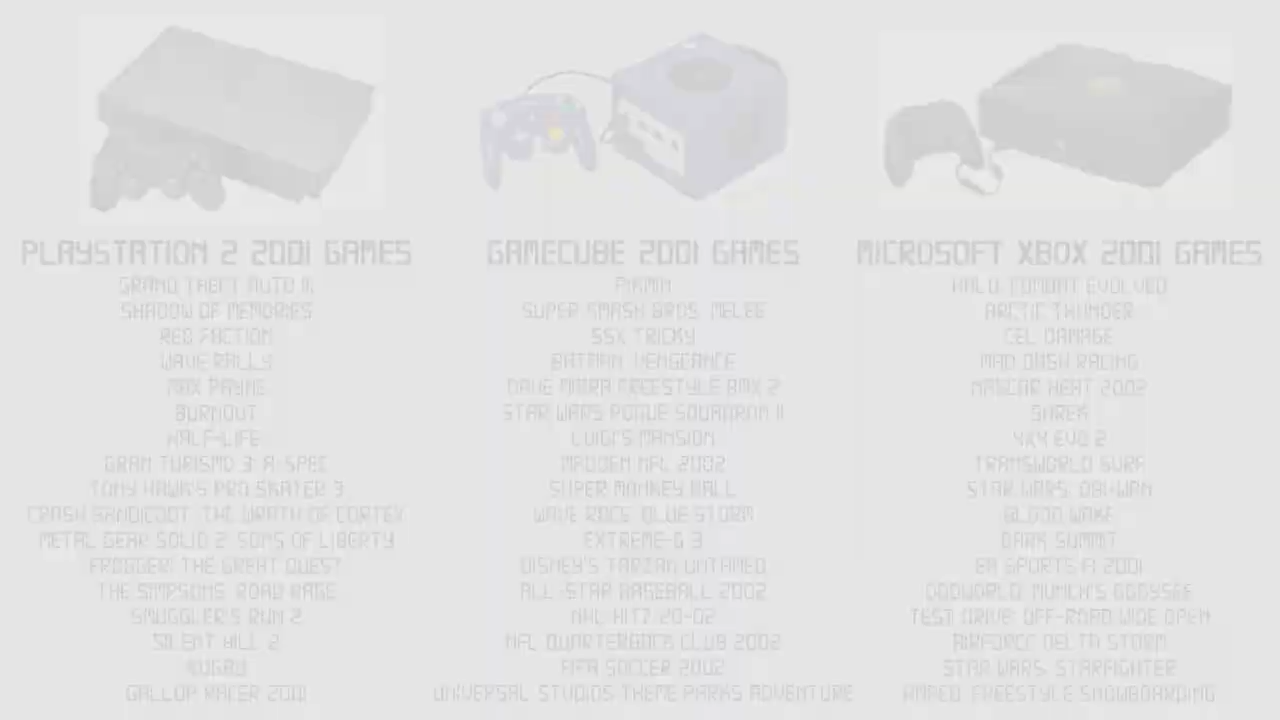 PLAYSTATION 2 2001 GAMES
GRAND THEFT AUTO III
SHADOW OF MEMORIES
RED FACTION
WAVE RALLY
MAX PAYNE
BURNOUT
HALF-LIFE
GRAN TURISMO 3: A-SPEC
TONY HAWK'S PRO SKATER 3
CRASH BANDICOOT: THE WRATH OF CORTEX
METAL GEAR SOLID 2: SONS OF LIBERTY
FROGGER: THE GREAT QUEST
THE SIMPSONS: ROAD RAGE
SMUGGLER'S RUN 2
SILENT HILL 2
RUGBY
GALLOP RACER 2001
GAMECUBE 2001 GAMES
PIKMIN
SUPER SMASH BROS. MELEE
SSX TRICKY
BATMAN: VENGEANCE
DAVE MIRRA FREESTYLE BMX 2
STAR WARS ROGUE SQUADRON II
LUIGI'S MANSION
MADDEN NFL 2002
SUPER MONKEY BALL
WAVE RACE: BLUE STORM
EXTREME-G 3
DISNEY'S TARZAN UNTAMED
ALL-STAR BASEBALL 2002
NHL HITZ 20-02
NFL QUARTERBACK CLUB 2002
FIFA SOCCER 2002
UNIVERSAL STUDIOS THEME PARKS ADVENTURE
MICROSOFT XBOX 2001 GAMES
HALO: COMBAT EVOLVED
ARCTIC THUNDER
CEL DAMAGE
MAD DASH RACING
NASCAR HEAT 2002
SHREK
4X4 EVO 2
TRANSWORLD SURF
STAR WARS: OBI-WAN
BLOOD WAKE
DARK SUMMIT
EA SPORTS F1 2001
ODDWORLD: MUNCH'S ODDYSEE
TEST DRIVE: OFF-ROAD WIDE OPEN
AIRFORCE DELTA STORM
STAR WARS: STARFIGHTER
AMPED: FREESTYLE SNOWBOARDING